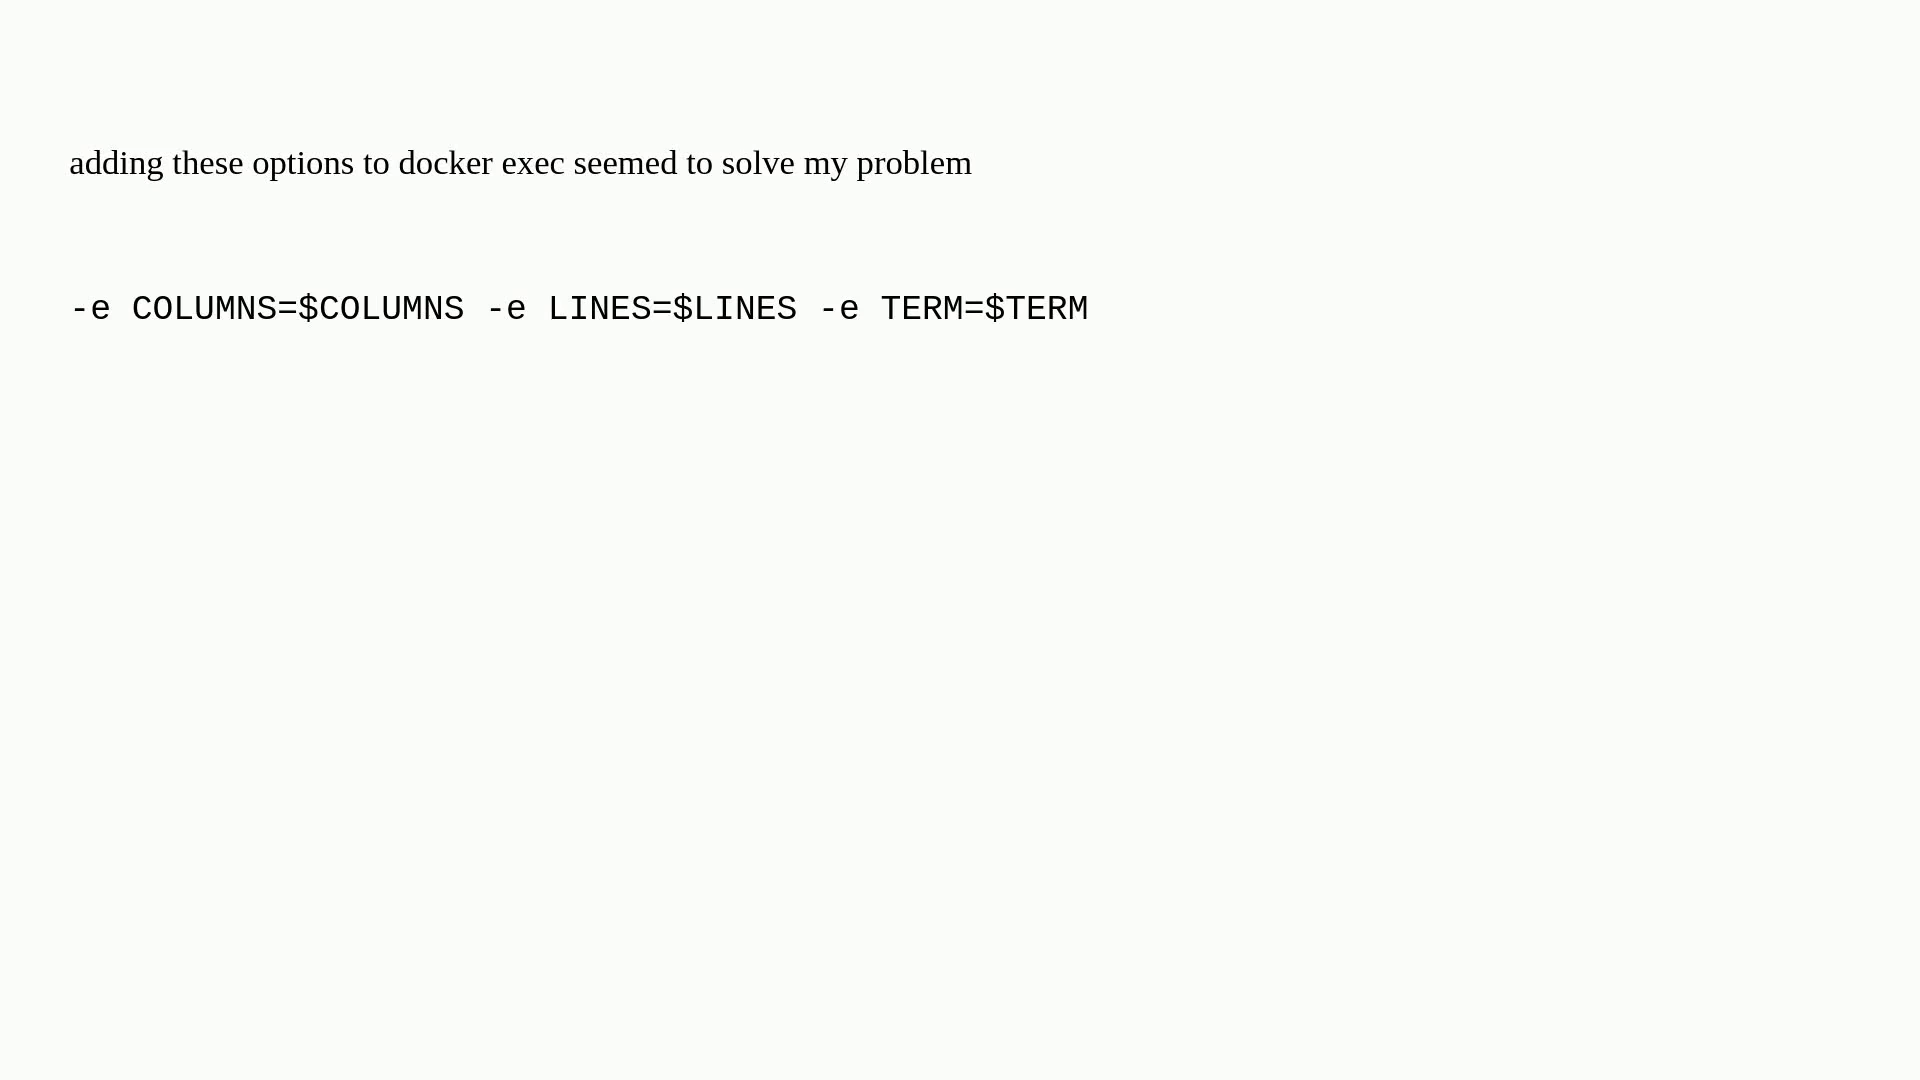 adding these options to docker exec seemed to solve my problem
-e COLUMNS=$COLUMNS -e LINES=$LINES -e TERM=$TERM